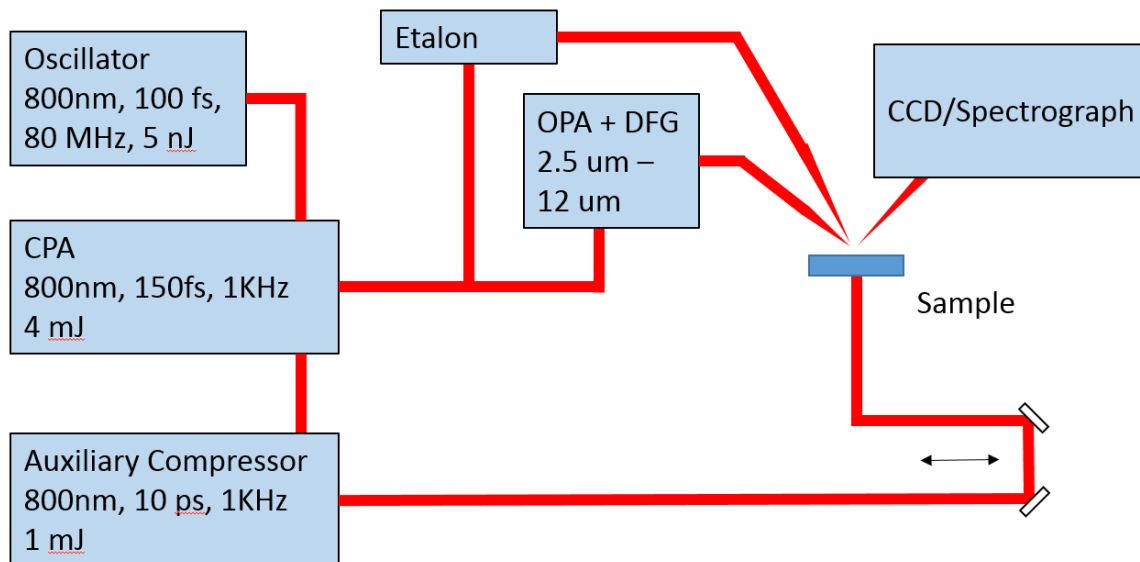 Oscillator
800nm, 100 fs,
80 MHz, 5 nJ
Etalon
OPA + DFG
2.5 um –
12 um
CCD/Spectrograph
CPA
800nm, 150fs, 1KHz
4 mJ
Sample
Auxiliary Compressor
800nm, 10 ps, 1KHz
1 mJ